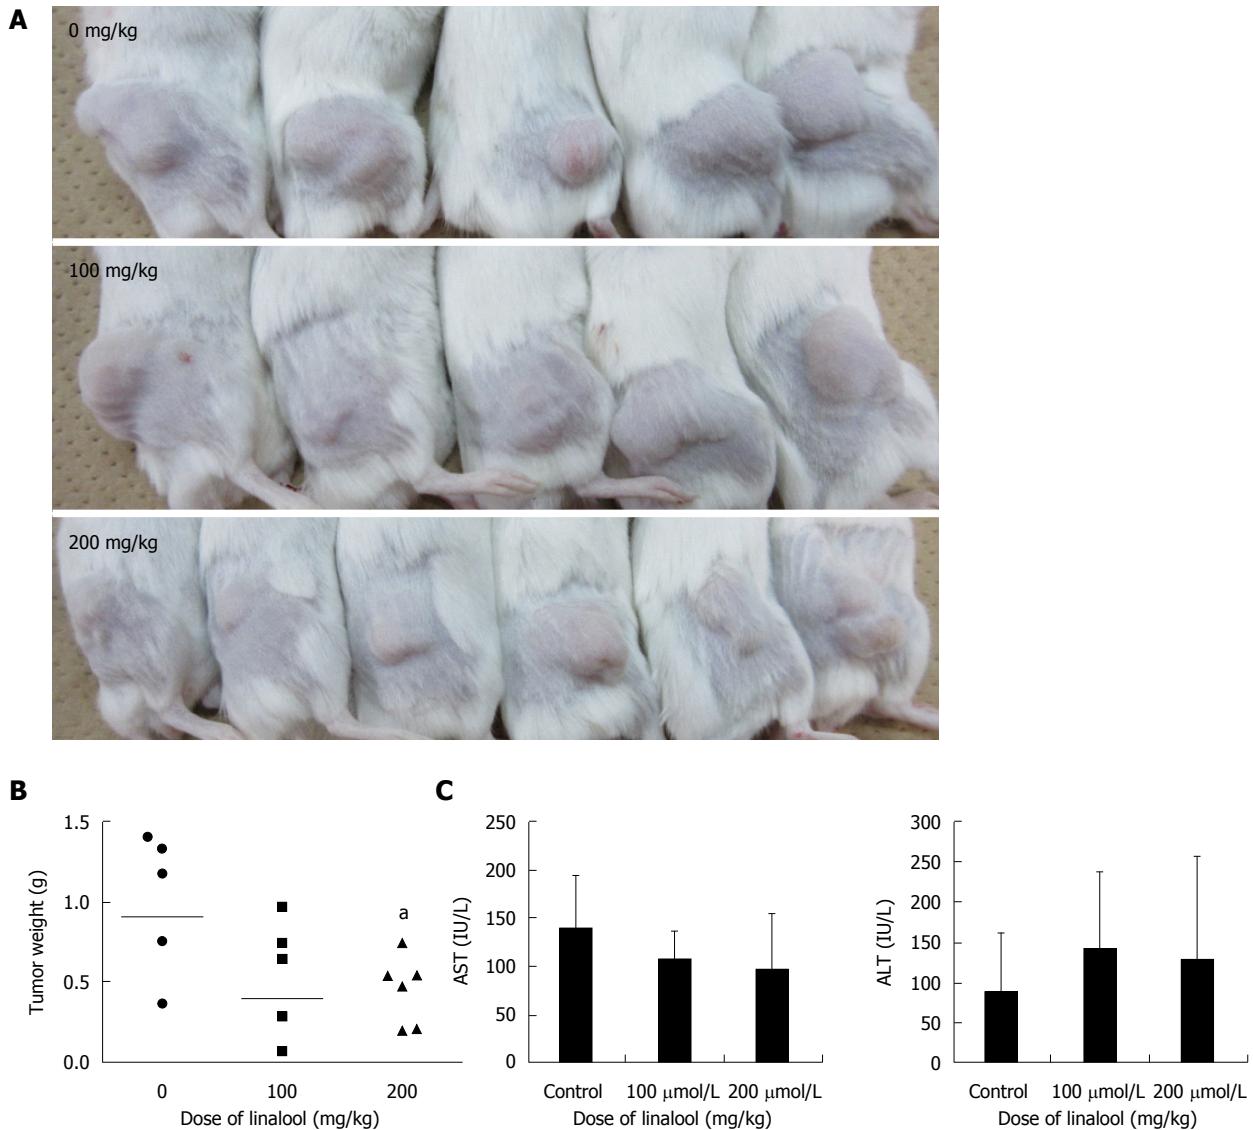 A
0 mg/kg
100 mg/kg
200 mg/kg
B
Tumor weight (g)
1.5
1.0
0.5
0.0
a
0 100 200
Dose of linalool (mg/kg)
C
AST (IU/L)
250
200
150
100
50
0
Control 100 μmol/L 200 μmol/L
Dose of linalool (mg/kg)
ALT (IU/L)
300
250
200
150
100
50
0
Control 100 μmol/L 200 μmol/L
Dose of linalool (mg/kg)